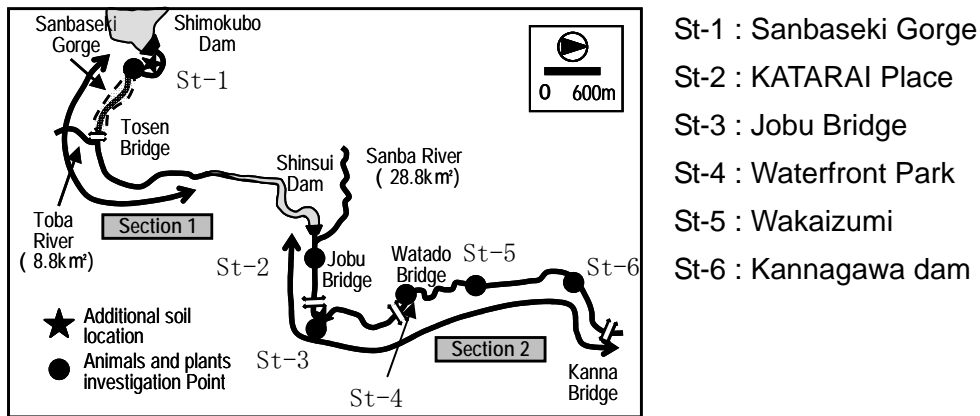 Sanbaseki
Gorge
Shimokubo
Dam
St-1
0 600m
Tosen
Bridge
Shinsui
Dam
Sanba River
( 28.8k㎡)
Toba
River
( 8.8k㎡)
Section 1
St-2
Jobu
Bridge
Watado
Bridge
St-5
St-6
Additional soil
location
Animals and plants
investigation Point
St-3
St-4
Section 2
Kanna
Bridge
St-1 : Sanbaseki Gorge
St-2 : KATARAI Place
St-3 : Jobu Bridge
St-4 : Waterfront Park
St-5 : Wakaizumi
St-6 : Kannagawa dam